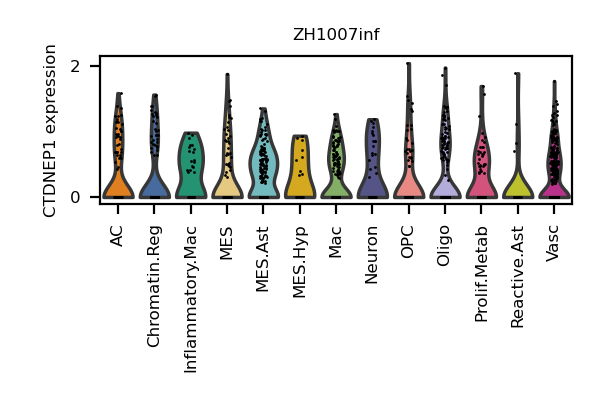 ZH1007inf
CTDNEP1 expression
2
0
AC
Chromatin.Reg
Inflammatory.Mac
MES
MES.Ast
MES.Hyp
Mac
Neuron
OPC
Oligo
Prolif.Metab
Reactive.Ast
Vasc